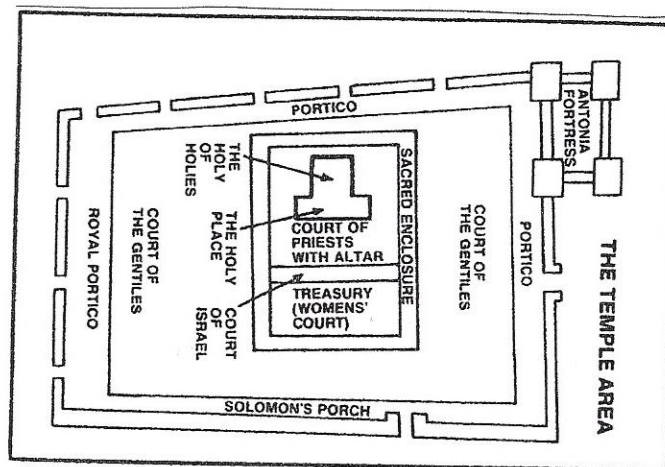 THE TEMPLE AREA
ANTONIA
FORTRESS
PORTICO
PORTICO
COURT OF
THE GENTILES
SACRED ENCLOSURE
THE
HOLY
OF
HOLIES
THE HOLY
PLACE
COURT OF
PRIESTS
WITH ALTAR
COURT
OF
ISRAEL
TREASURY
(WOMENS'
COURT)
COURT OF
THE GENTILES
ROYAL PORTICO
SOLOMON'S PORCH